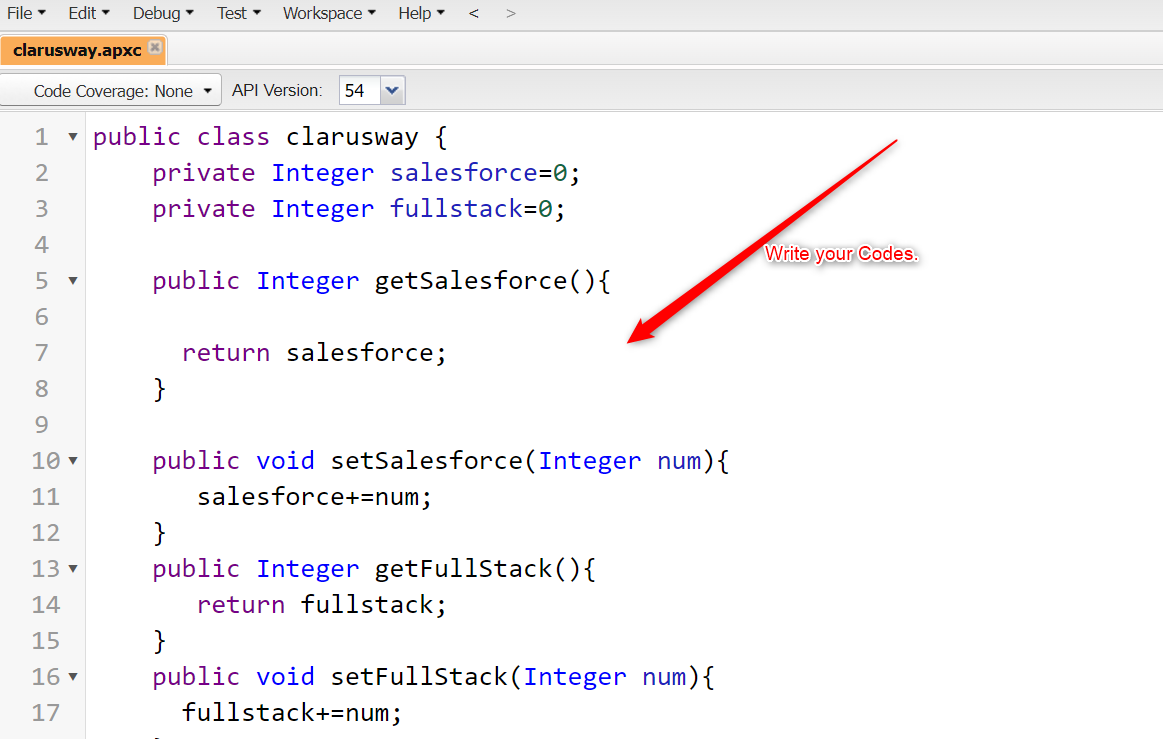 File Edit Debug Test Workspace Help < >
clarusway.apxc
Code Coverage: None API Version: 54
1 public class clarusway {
2 private Integer salesforce=0;
3 private Integer fullstack=0;
4
Write your Codes.
5 public Integer getSalesforce(){
6
7 return salesforce;
8 }
9
10 public void setSalesforce(Integer num){
11 salesforce+=num;
12 }
13 public Integer getFullStack(){
14 return fullstack;
15 }
16 public void setFullStack(Integer num){
17 fullstack+=num;